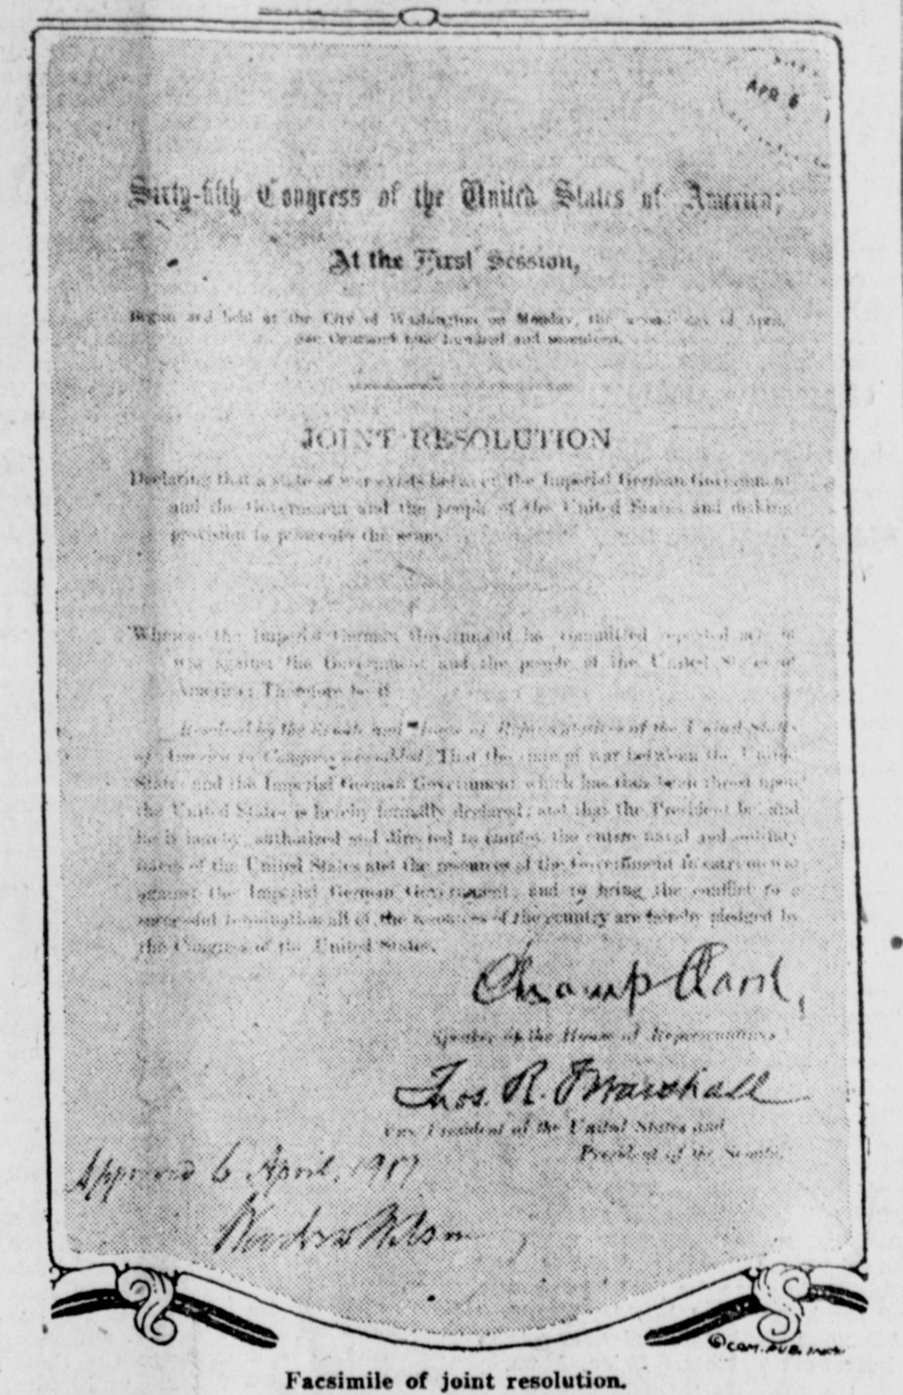 APR 6
Sixty-fifth Congress of the United States of America;
At the First Session,
Begun and held at the City of Washington on Monday, the second day of April,
one thousand nine hundred and seventeen.
JOINT RESOLUTION
Declaring that a state of war exists between the Imperial German Government
and the Government and the people of the United States and making
provision to prosecute the same.
Whereas the Imperial German Government has committed repeated acts of
war against the Government and the people of the United States of
America: Therefore be it
Resolved by the Senate and House of Representatives of the United States
of America in Congress assembled, That the state of war between the United
States and the Imperial German Government which has thus been thrust upon
the United States is hereby formally declared; and that the President be, and
he is hereby, authorized and directed to employ the entire naval and military
forces of the United States and the resources of the Government to carry on war
against the Imperial German Government; and to bring the conflict to a
successful termination all of the resources of the country are hereby pledged by
the Congress of the United States.
Champ Clark,
Speaker of the House of Representatives
Thos. R. Marshall
Vice President of the United States and
President of the Senate.
Approved 6 April, 1917
Woodrow Wilson
Facsimile of joint resolution.